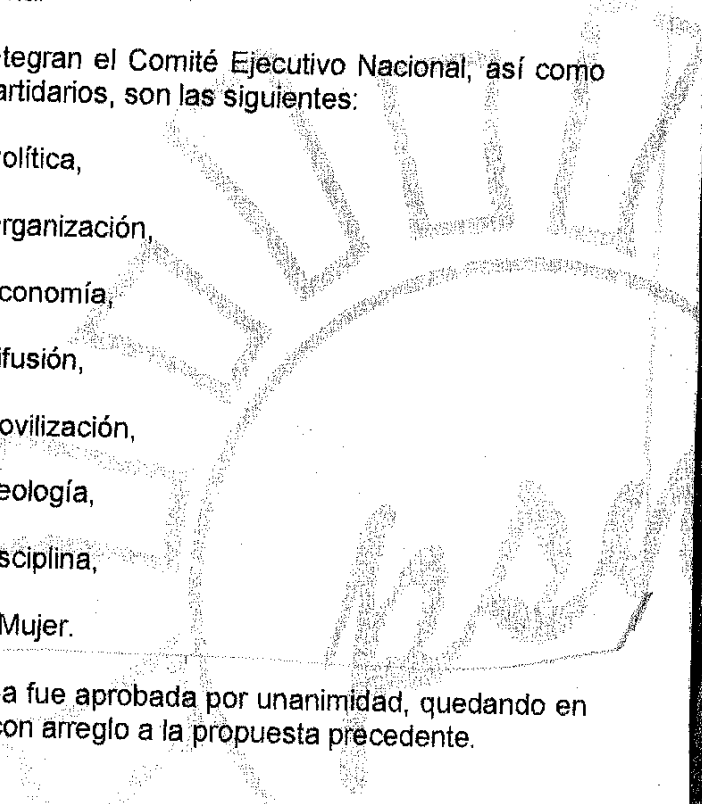 tegran el Comité Ejecutivo Nacional, así como
artidarios, son las siguientes:
olítica,
rganización,
conomía,
ifusión,
ovilización,
eología,
sciplina,
Mujer.
a fue aprobada por unanimidad, quedando en
con arreglo a la propuesta precedente.